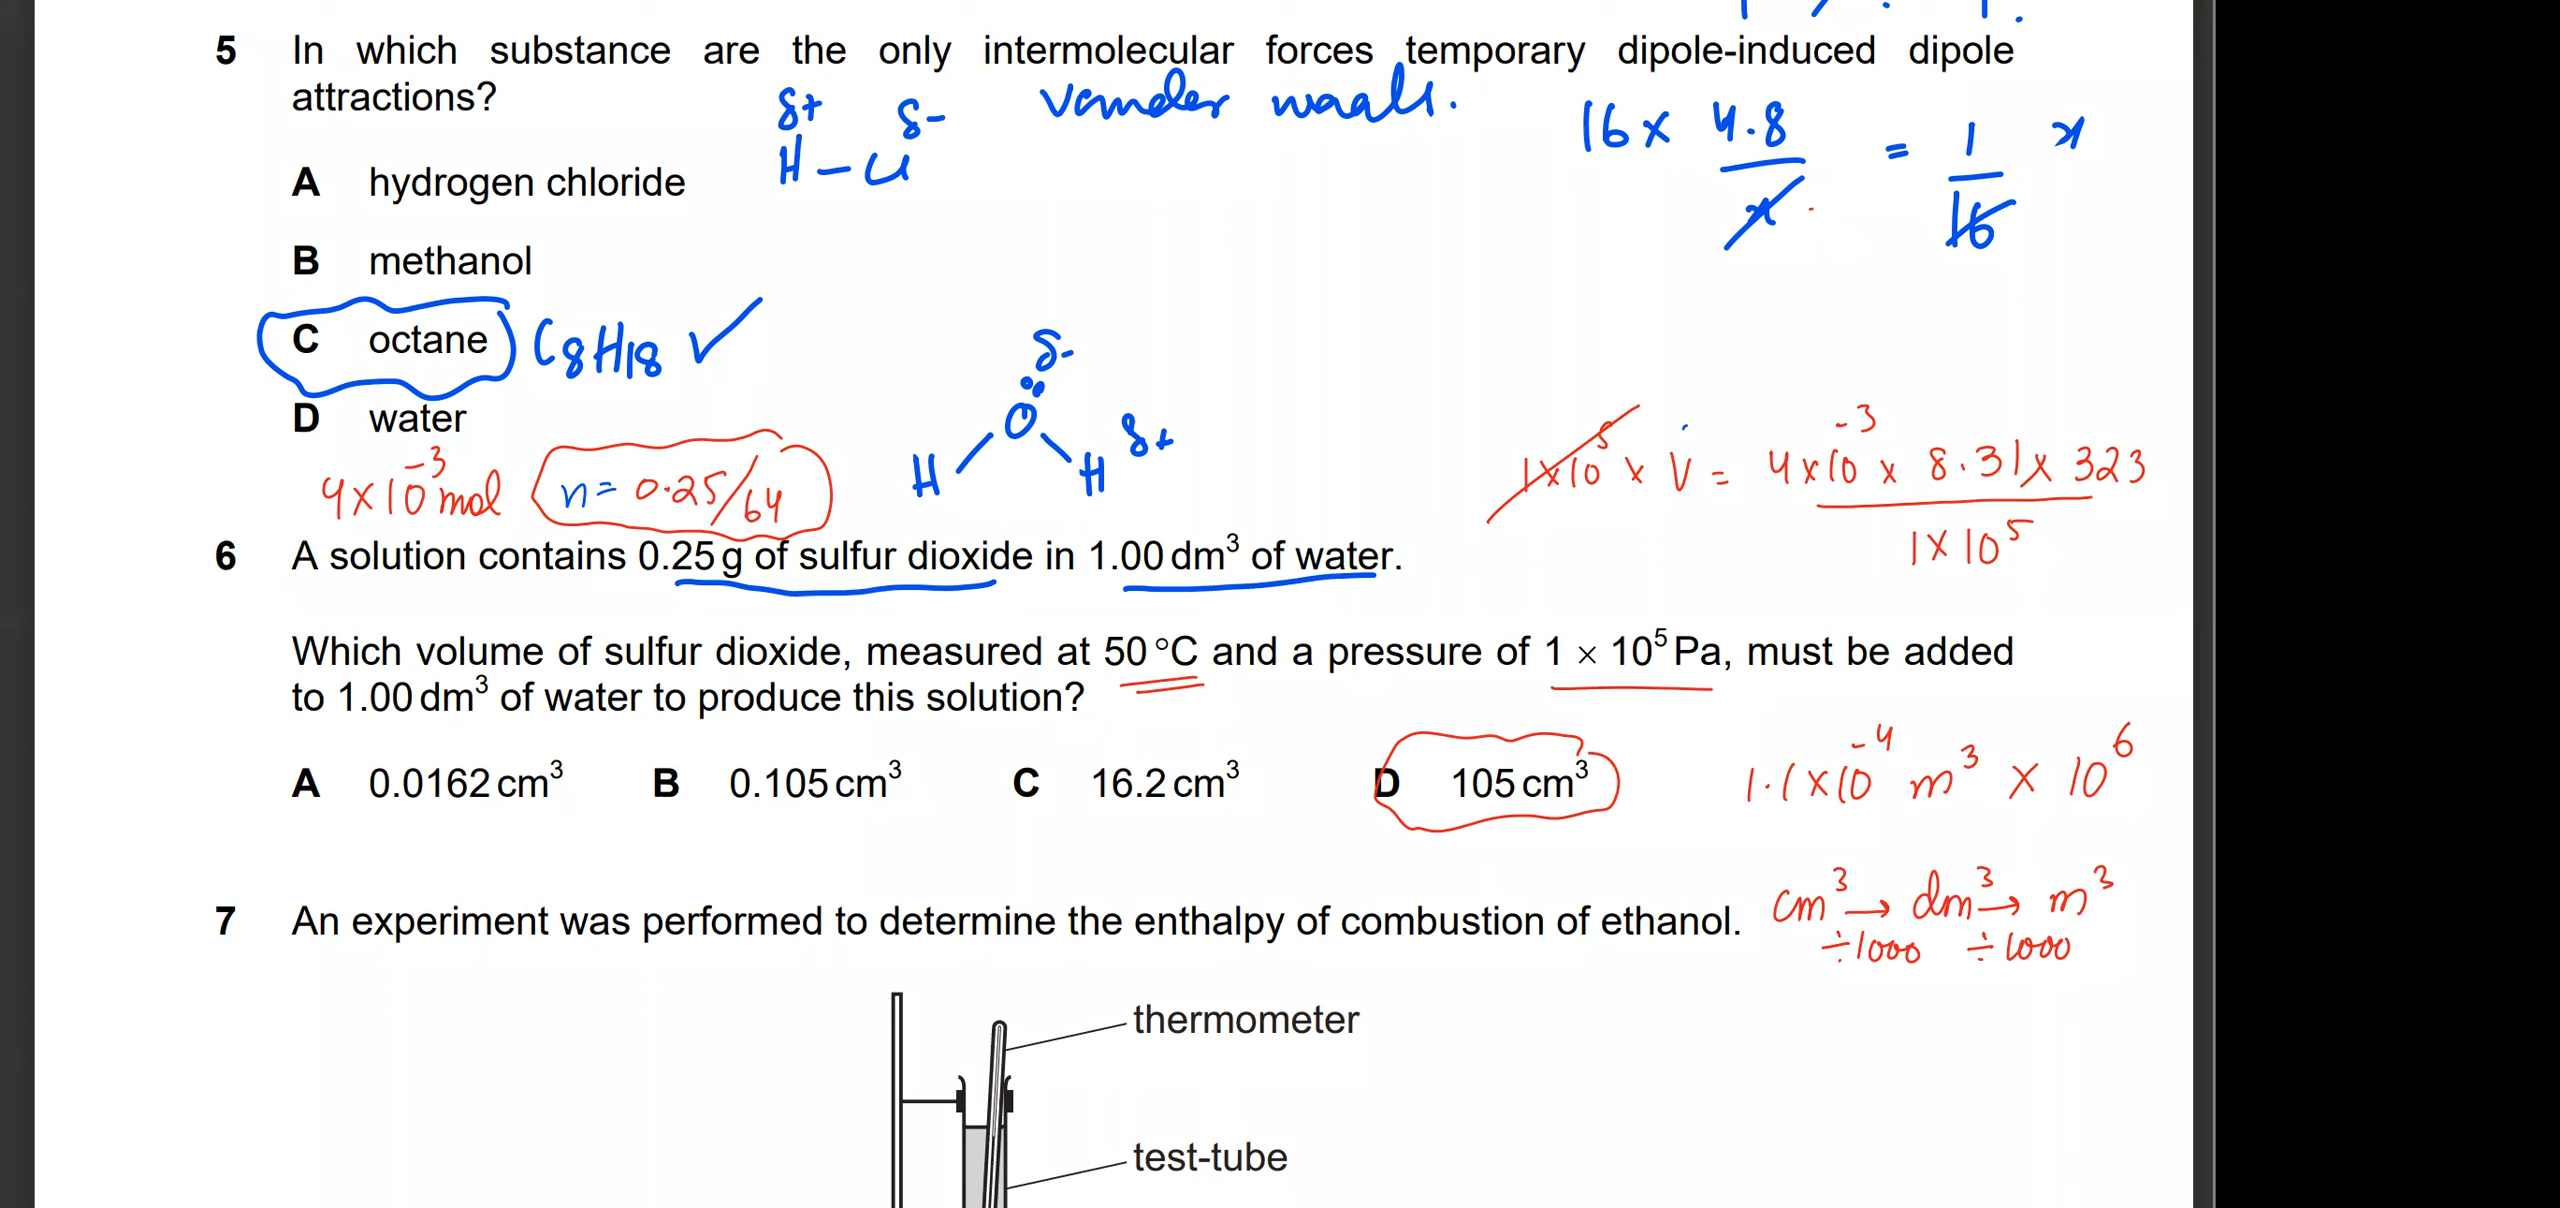 5 In which substance are the only intermolecular forces temporary dipole-induced dipole
attractions?
vander waals.
δ+ δ-
H – Cl
16 x 4.8 / x = 1 / 16 x
A hydrogen chloride
B methanol
C octane C8H18 ✓
D water
δ-
O
H H δ+
4x10⁻³ mol n = 0.25/64
1x10⁵ x V = 4x10⁻³ x 8.31 x 323
1 x 10⁵
6 A solution contains 0.25 g of sulfur dioxide in 1.00 dm³ of water.
Which volume of sulfur dioxide, measured at 50 °C and a pressure of 1 × 10⁵ Pa, must be added
to 1.00 dm³ of water to produce this solution?
A 0.0162 cm³ B 0.105 cm³ C 16.2 cm³ D 105 cm³
1.1 x 10⁻⁴ m³ x 10⁶
7 An experiment was performed to determine the enthalpy of combustion of ethanol.
cm³ → dm³ → m³
÷1000 ÷1000
thermometer
test-tube